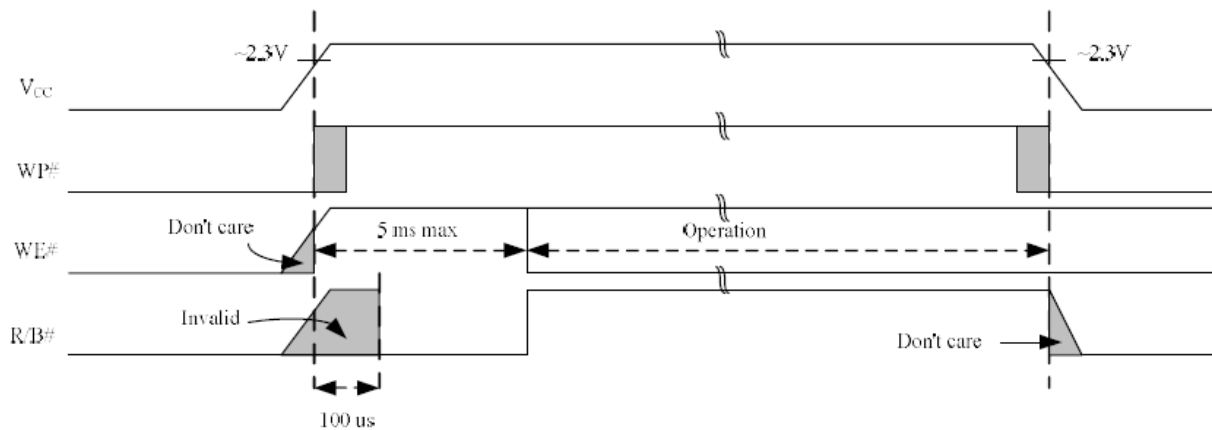 ~2.3V
~2.3V
VCC
WP#
Don't care
5 ms max
Operation
WE#
Invalid
R/B#
Don't care
100 us